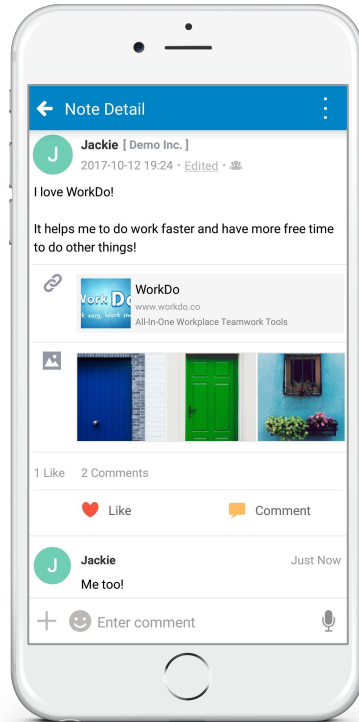 Note Detail
J
Jackie [ Demo Inc. ]
2017-10-12 19:24 • Edited •
I love WorkDo!
It helps me to do work faster and have more free time
to do other things!
WorkDo
www.workdo.co
All-In-One Workplace Teamwork Tools
1 Like 2 Comments
Like
Comment
J
Jackie
Just Now
Me too!
Enter comment